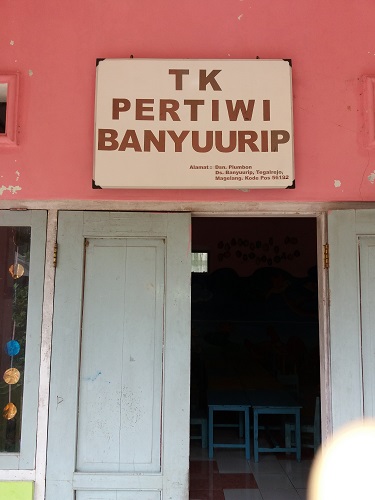 TK
PERTIWI
BANYUURIP
Alamat : Dsn. Plumbon
Ds. Banyuurip, Tegalrejo,
Magelang. Kode Pos 56192